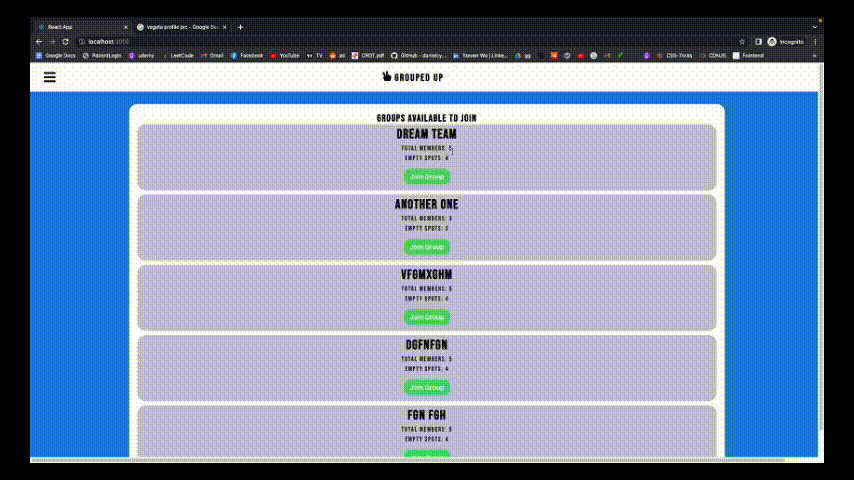 React App
vegeta profile pic - Google Se
localhost:3000
Incognito
Google Docs
PatientLogin
udemy
LeetCode
Gmail
Facebook
YouTube
TV
CRDT.pdf
GitHub - danielcy...
Steven Wu | Linke...
CSS-Tricks
CDNJS
Frontend
GROUPED UP
GROUPS AVAILABLE TO JOIN
DREAM TEAM
TOTAL MEMBERS: 5
EMPTY SPOTS: 4
Join Group
ANOTHER ONE
TOTAL MEMBERS: 3
EMPTY SPOTS: 2
Join Group
VFGMXGHM
TOTAL MEMBERS: 5
EMPTY SPOTS: 4
Join Group
DGFNFGN
TOTAL MEMBERS: 5
EMPTY SPOTS: 4
Join Group
FGN FGH
TOTAL MEMBERS: 5
EMPTY SPOTS: 4